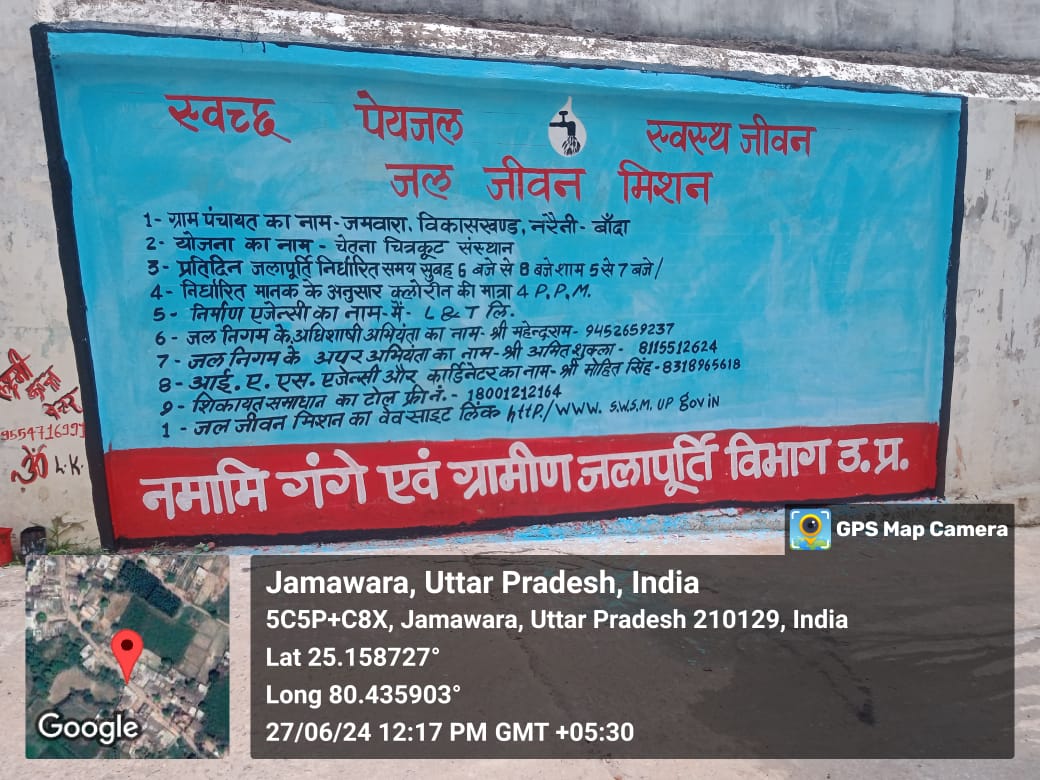 स्वच्छ पेयजल स्वस्थ जीवन
जल जीवन मिशन
1- ग्राम पंचायत का नाम - जमवारा, विकासखण्ड, नरैनी - बाँदा
2- योजना का नाम - चेतना चित्रकूट संस्थान
3- प्रतिदिन जलापूर्ति निर्धारित समय सुबह 6 बजे से 8 बजे शाम 5 से 7 बजे/
4- निर्धारित मानक के अनुसार क्लोरीन की मात्रा 4 P.P.M.
5- निर्माण एजेन्सी का नाम - में- L&T लि.
6- जल निगम के अधिशाषी अभियंता का नाम- श्री महेन्द्रराम- 9452659237
7- जल निगम के अपर अभियंता का नाम - श्री अमित शुक्ला - 8115512624
8- आई. ए. एस. एजेन्सी और कार्डिनेटर का नाम- श्री मोहित सिंह - 8318965618
9- शिकायत समाधान का टोल फ्री नं. - 18001212164
1 - जल जीवन मिशन का वेबसाइट लिंक http/www. S.W.S.M. UP gov iN
नमामि गंगे एवं ग्रामीण जलापूर्ति विभाग उ.प्र.
9554716991
ॐ L.K.
GPS Map Camera
Jamawara, Uttar Pradesh, India
5C5P+C8X, Jamawara, Uttar Pradesh 210129, India
Lat 25.158727°
Long 80.435903°
27/06/24 12:17 PM GMT +05:30
Google